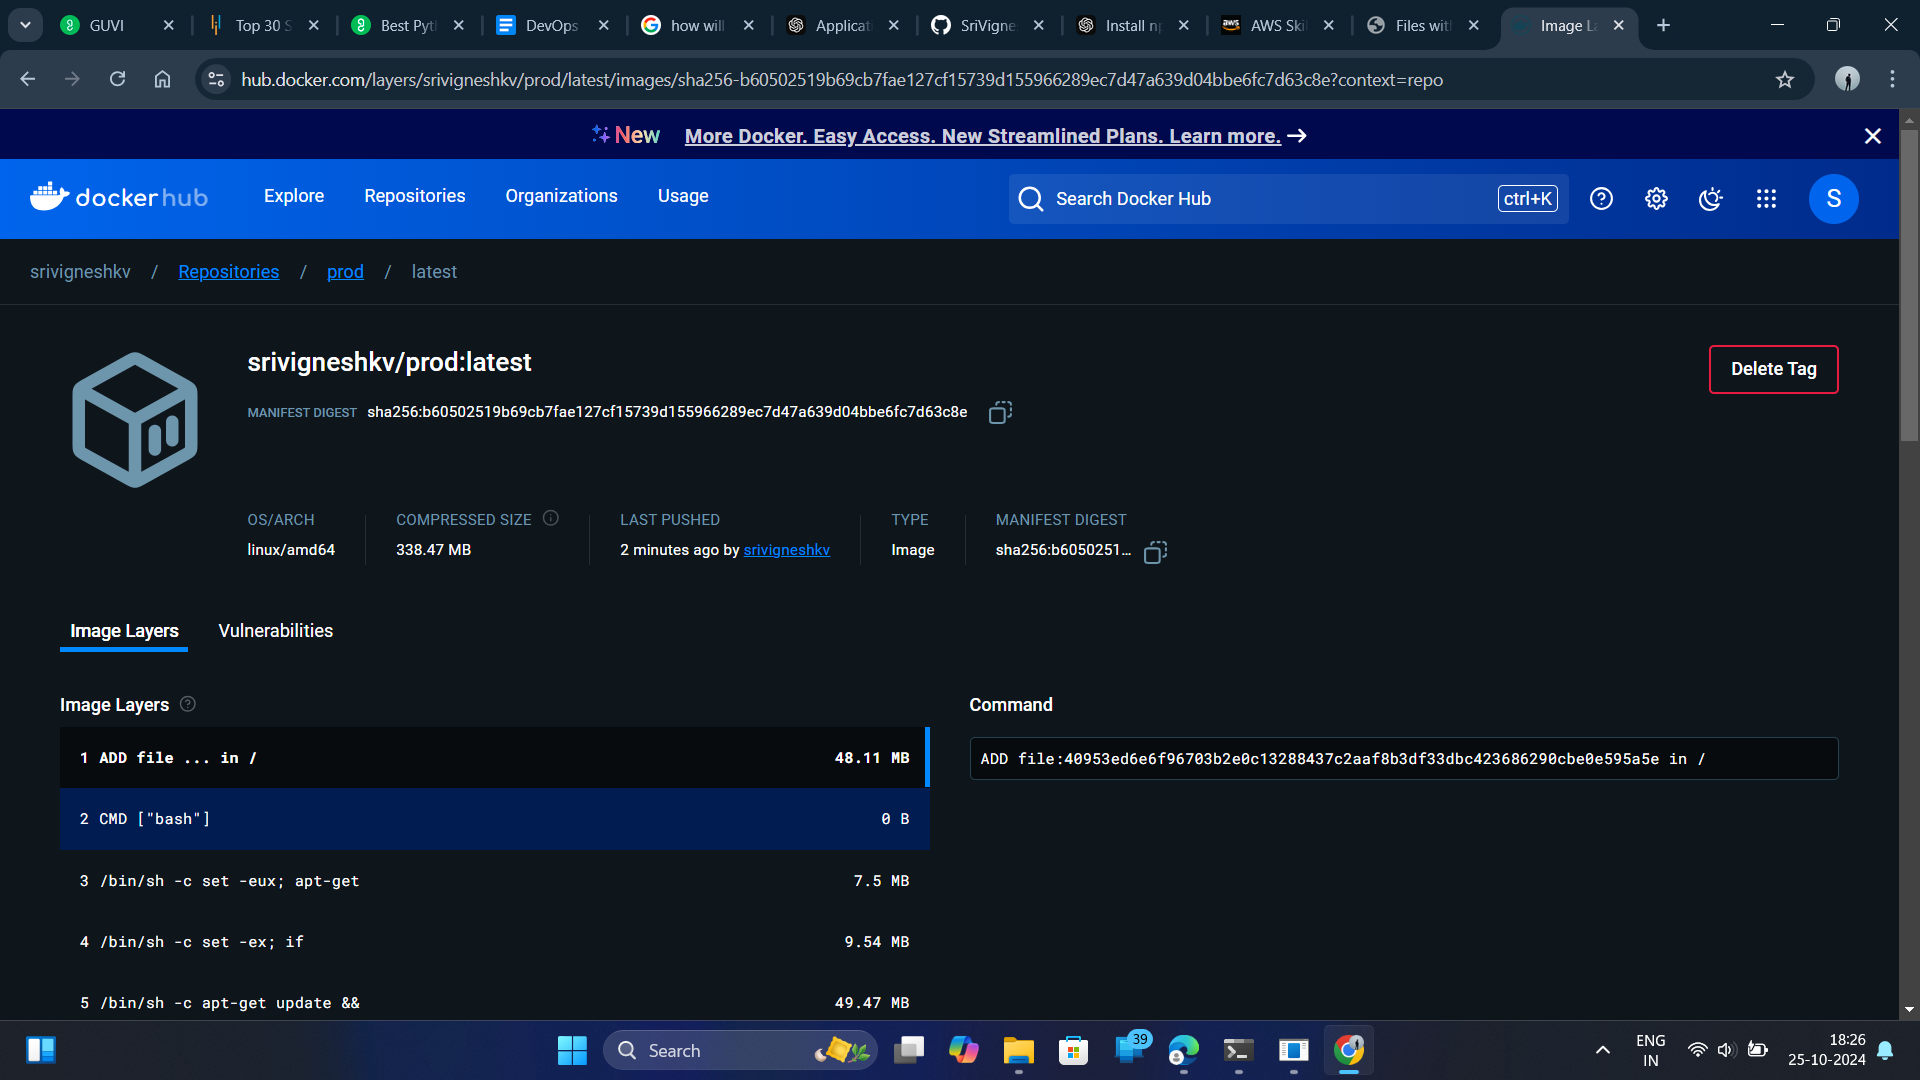 GUVI
Top 30 S
Best Pyt
DevOps
how will
Applicat
SriVigne
Install n
AWS Ski
Files wit
Image La
hub.docker.com/layers/srivigneshkv/prod/latest/images/sha256-b60502519b69cb7fae127cf15739d155966289ec7d47a639d04bbe6fc7d63c8e?context=repo
New More Docker. Easy Access. New Streamlined Plans. Learn more. →
dockerhub Explore Repositories Organizations Usage Search Docker Hub ctrl+K S
srivigneshkv / Repositories / prod / latest
srivigneshkv/prod:latest
Delete Tag
MANIFEST DIGEST sha256:b60502519b69cb7fae127cf15739d155966289ec7d47a639d04bbe6fc7d63c8e
OS/ARCH COMPRESSED SIZE LAST PUSHED TYPE MANIFEST DIGEST
linux/amd64 338.47 MB 2 minutes ago by srivigneshkv Image sha256:b6050251...
Image Layers Vulnerabilities
Image Layers
Command
1 ADD file ... in / 48.11 MB
ADD file:40953ed6e6f96703b2e0c13288437c2aaf8b3df33dbc423686290cbe0e595a5e in /
2 CMD ["bash"] 0 B
3 /bin/sh -c set -eux; apt-get 7.5 MB
4 /bin/sh -c set -ex; if 9.54 MB
5 /bin/sh -c apt-get update && 49.47 MB
Search
39
ENG
IN
18:26
25-10-2024